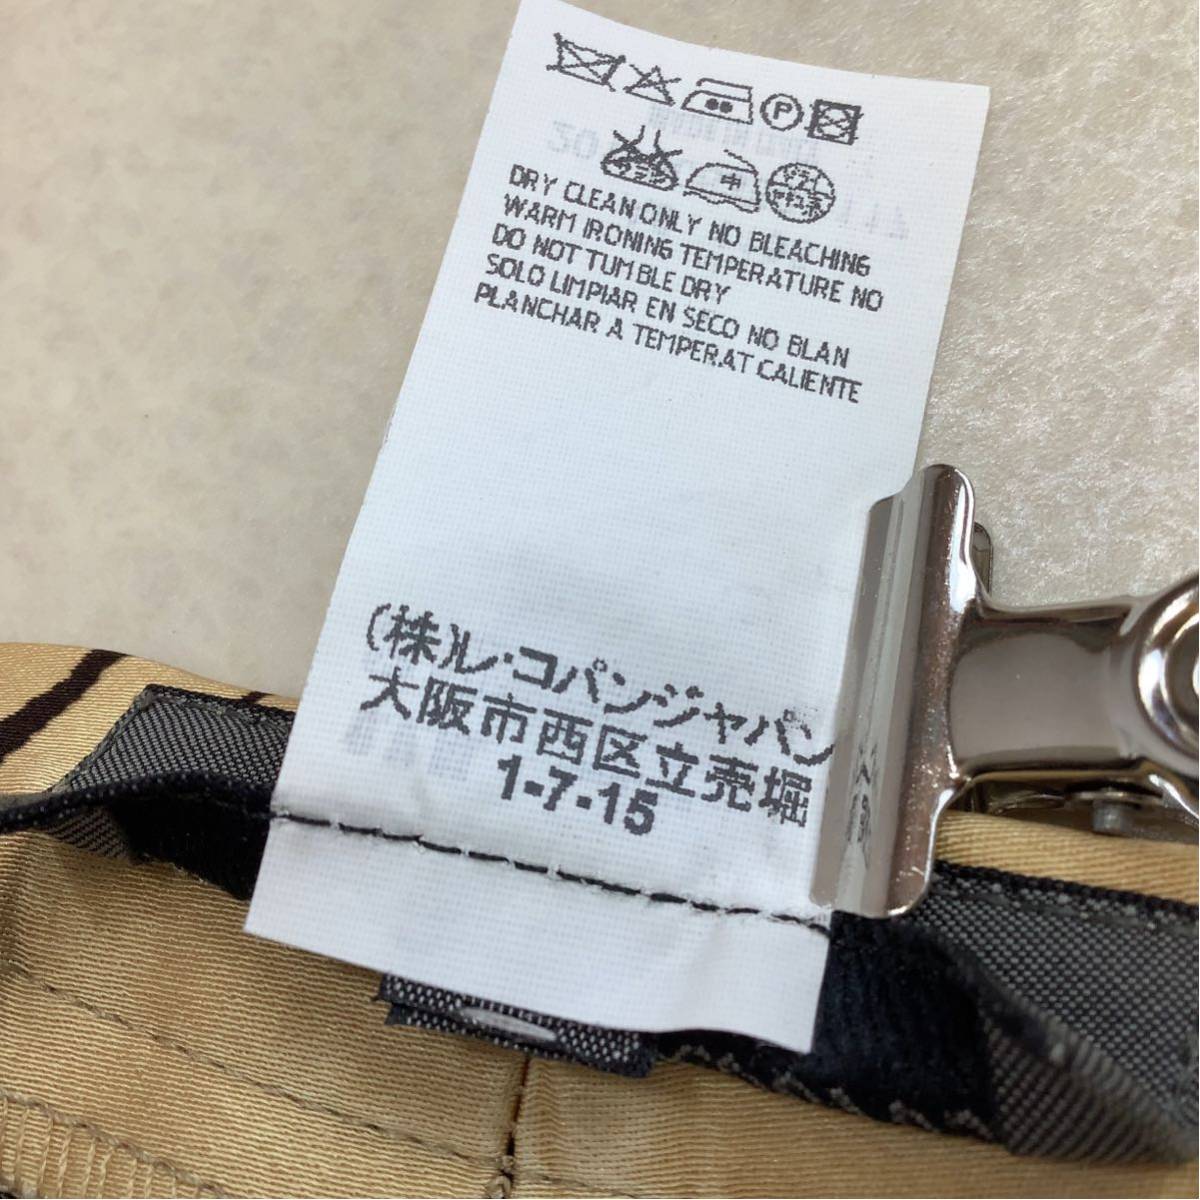 P
中
DRY CLEAN ONLY NO BLEACHING
WARM IRONING TEMPERATURE NO
DO NOT TUMBLE DRY
SOLO LIMPIAR EN SECO NO BLAN
PLANCHAR A TEMPERAT CALIENTE
(株)ル・コパンジャパン
大阪市西区立売堀
1-7-15